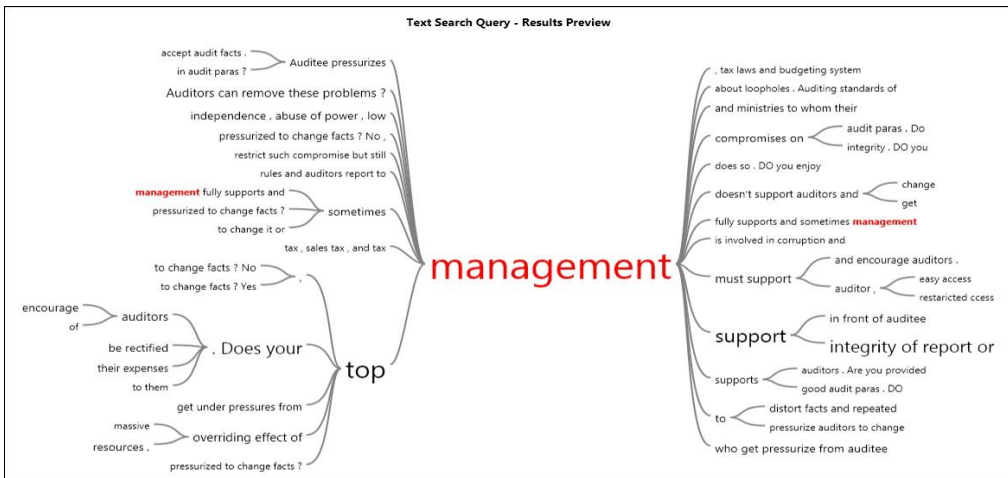 Text Search Query - Results Preview
accept audit facts .
in audit paras ?
Auditee pressurizes
Auditors can remove these problems ?
independence , abuse of power , low
pressurized to change facts ? No ,
restrict such compromise but still
rules and auditors report to
management fully supports and
pressurized to change facts ?
to change it or
sometimes
tax , sales tax , and tax
to change facts ? No
to change facts ? Yes
,
encourage
of
auditors
be rectified
their expenses
to them
. Does your
get under pressures from
massive
resources ,
overriding effect of
pressurized to change facts ?
top
management
, tax laws and budgeting system
about loopholes . Auditing standards of
and ministries to whom their
compromises on
audit paras . Do
integrity . DO you
does so . DO you enjoy
doesn't support auditors and
change
get
fully supports and sometimes management
is involved in corruption and
must support
and encourage auditors .
auditor ,
easy access
restaricted ccess
support
in front of auditee
integrity of report or
supports
auditors . Are you provided
good audit paras . DO
to
distort facts and repeated
pressurize auditors to change
who get pressurize from auditee